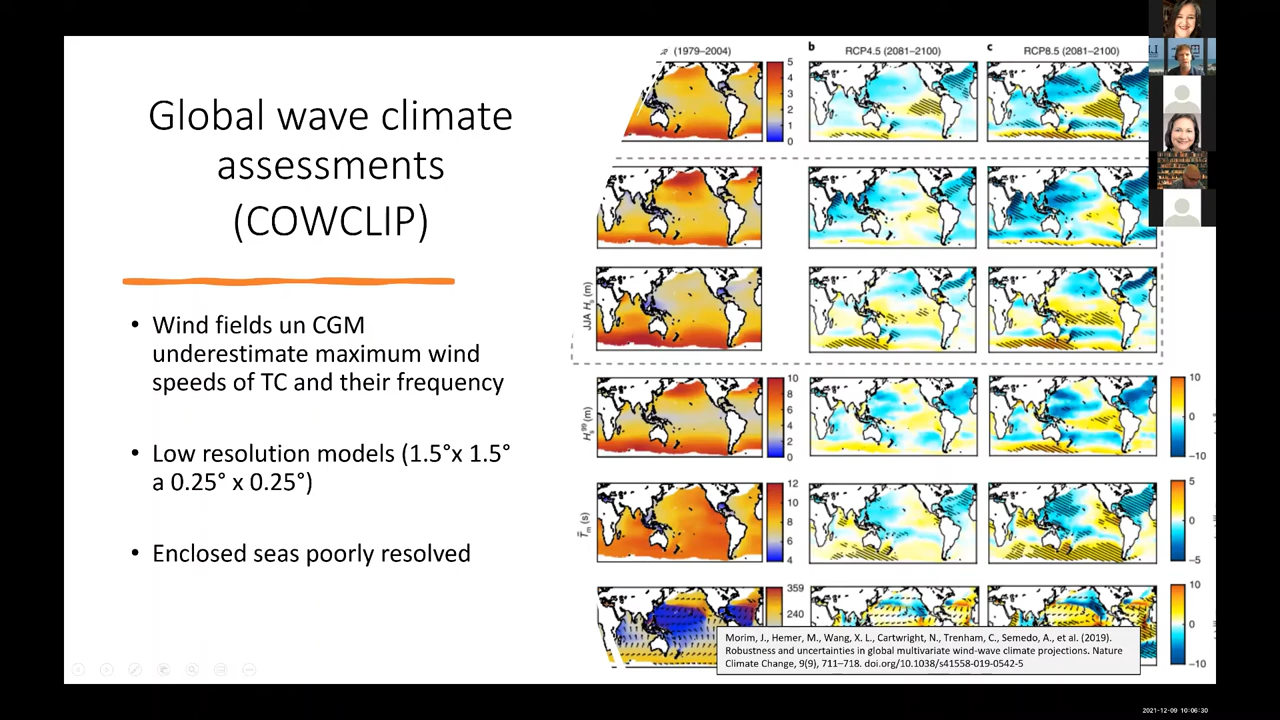 Global wave climate
assessments
(COWCLIP)
• Wind fields un CGM
underestimate maximum wind
speeds of TC and their frequency
• Low resolution models (1.5°x 1.5°
a 0.25° x 0.25°)
• Enclosed seas poorly resolved
(1979–2004)
b RCP4.5 (2081–2100)
c RCP8.5 (2081–2100)
5
4
3
2
1
0
JJA Hs (m)
10
8
6
4
2
0
10
0
−10
12
10
8
6
4
T̅m (s)
5
0
−5
359
240
10
0
−10
Morim, J., Hemer, M., Wang, X. L., Cartwright, N., Trenham, C., Semedo, A., et al. (2019).
Robustness and uncertainties in global multivariate wind-wave climate projections. Nature
Climate Change, 9(9), 711–718. doi.org/10.1038/s41558-019-0542-5
2021-12-09 10:06:30